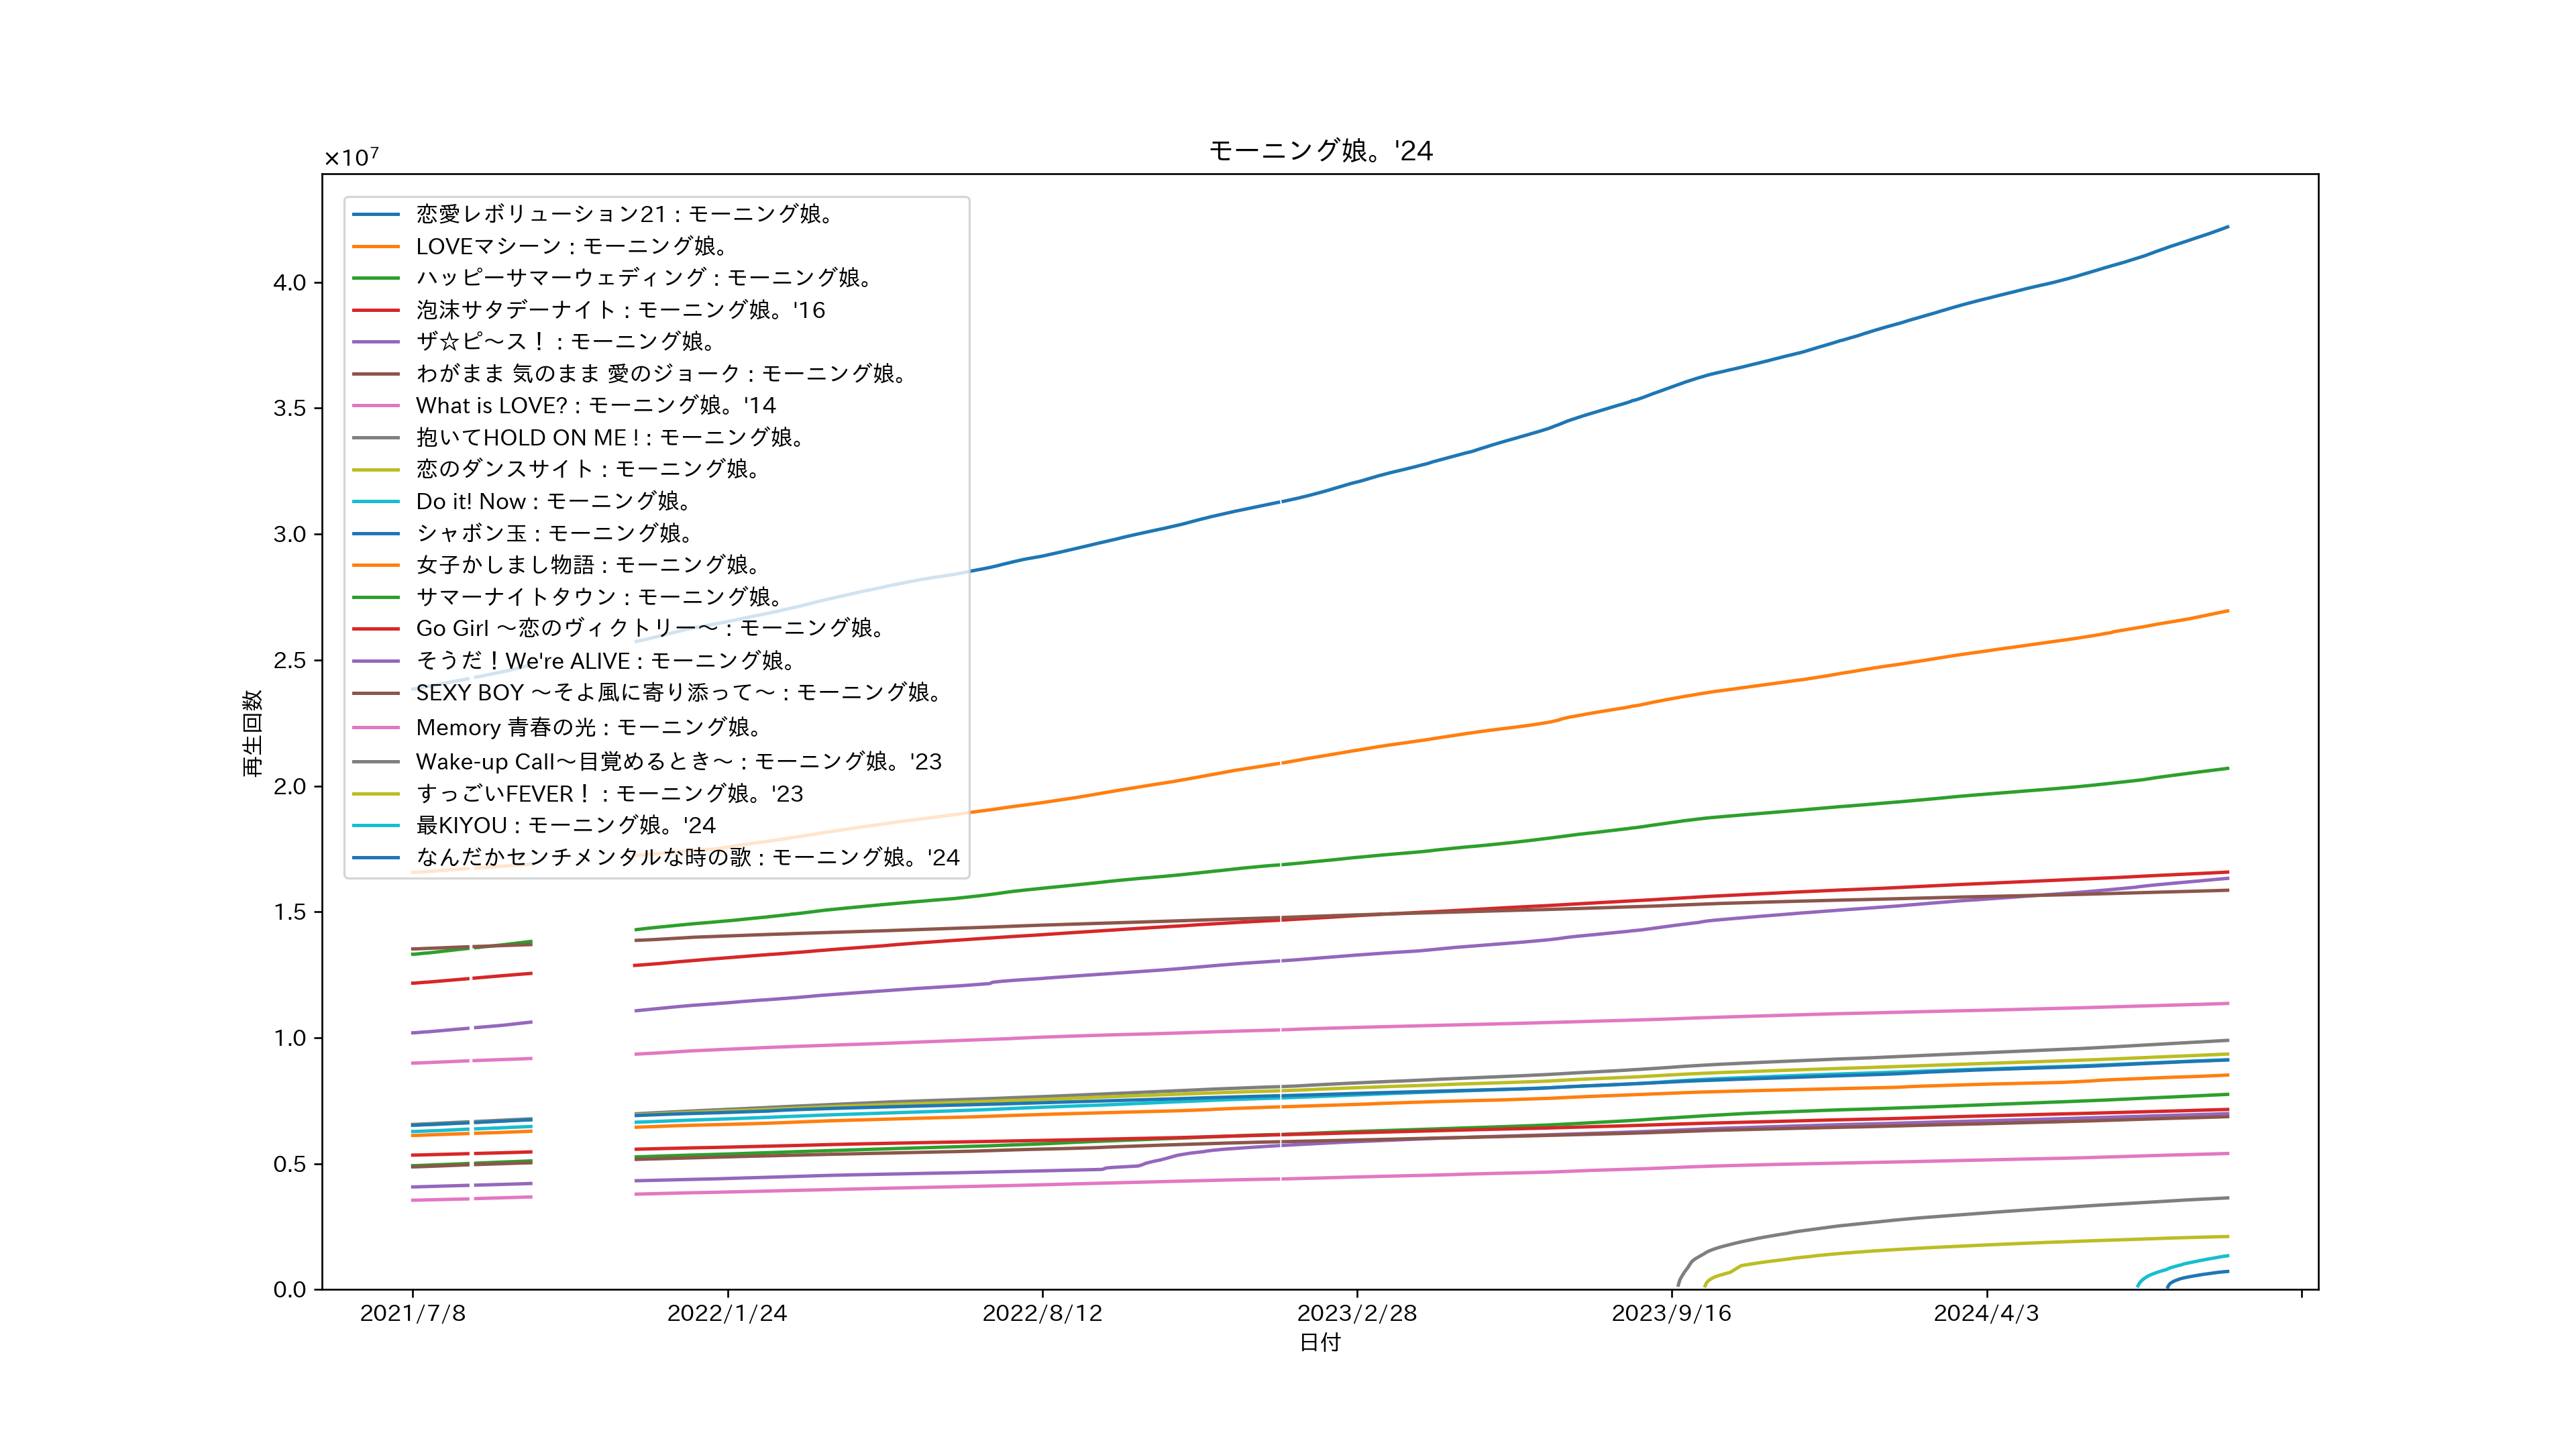 モーニング娘。'24
×10⁷
恋愛レボリューション21 : モーニング娘。
LOVEマシーン : モーニング娘。
ハッピーサマーウェディング : モーニング娘。
泡沫サタデーナイト : モーニング娘。'16
ザ☆ピ～ス！ : モーニング娘。
わがまま 気のまま 愛のジョーク : モーニング娘。
What is LOVE? : モーニング娘。'14
抱いてHOLD ON ME ! : モーニング娘。
恋のダンスサイト : モーニング娘。
Do it! Now : モーニング娘。
シャボン玉 : モーニング娘。
女子かしまし物語 : モーニング娘。
サマーナイトタウン : モーニング娘。
Go Girl ～恋のヴィクトリー～ : モーニング娘。
そうだ！We're ALIVE : モーニング娘。
SEXY BOY ～そよ風に寄り添って～ : モーニング娘。
Memory 青春の光 : モーニング娘。
Wake-up Call～目覚めるとき～ : モーニング娘。'23
すっごいFEVER！ : モーニング娘。'23
最KIYOU : モーニング娘。'24
なんだかセンチメンタルな時の歌 : モーニング娘。'24
4.0
3.5
3.0
2.5
2.0
1.5
1.0
0.5
0.0
再生回数
2021/7/8
2022/1/24
2022/8/12
2023/2/28
2023/9/16
2024/4/3
日付